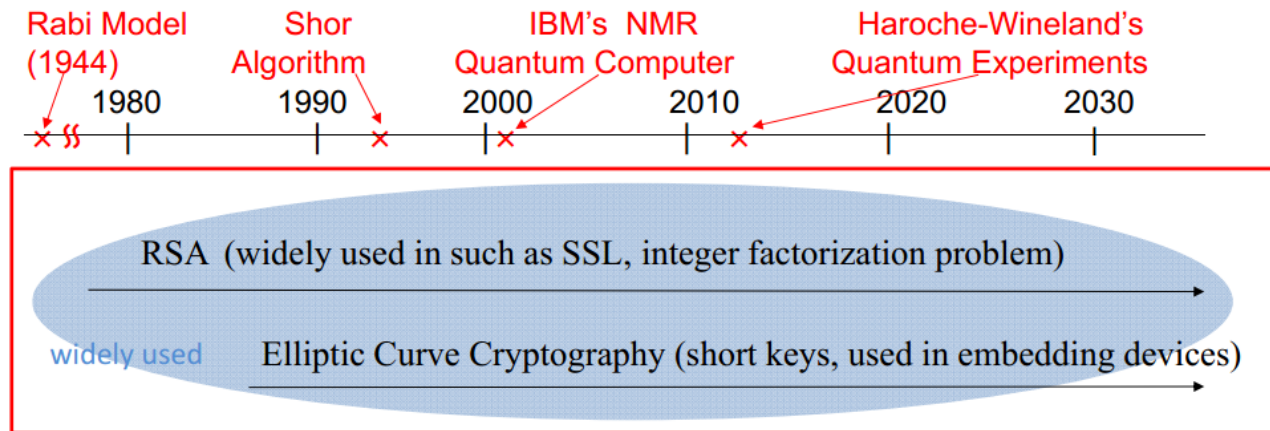 Rabi Model
(1944)
Shor
Algorithm
IBM's NMR
Quantum Computer
Haroche-Wineland's
Quantum Experiments
1980 1990 2000 2010 2020 2030
RSA (widely used in such as SSL, integer factorization problem)
widely used Elliptic Curve Cryptography (short keys, used in embedding devices)